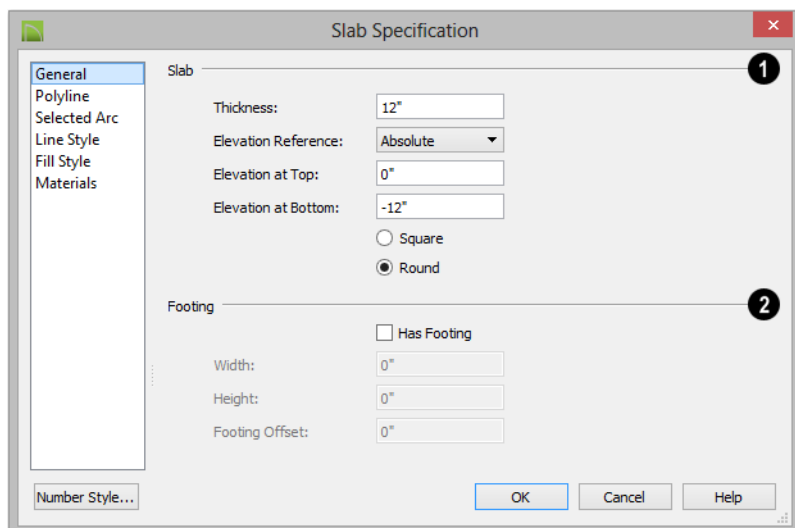 Slab Specification
General
Polyline
Selected Arc
Line Style
Fill Style
Materials
Slab
1
Thickness: 12"
Elevation Reference: Absolute
Elevation at Top: 0"
Elevation at Bottom: -12"
Square
Round
Footing
2
Has Footing
Width: 0"
Height: 0"
Footing Offset: 0"
Number Style... OK Cancel Help